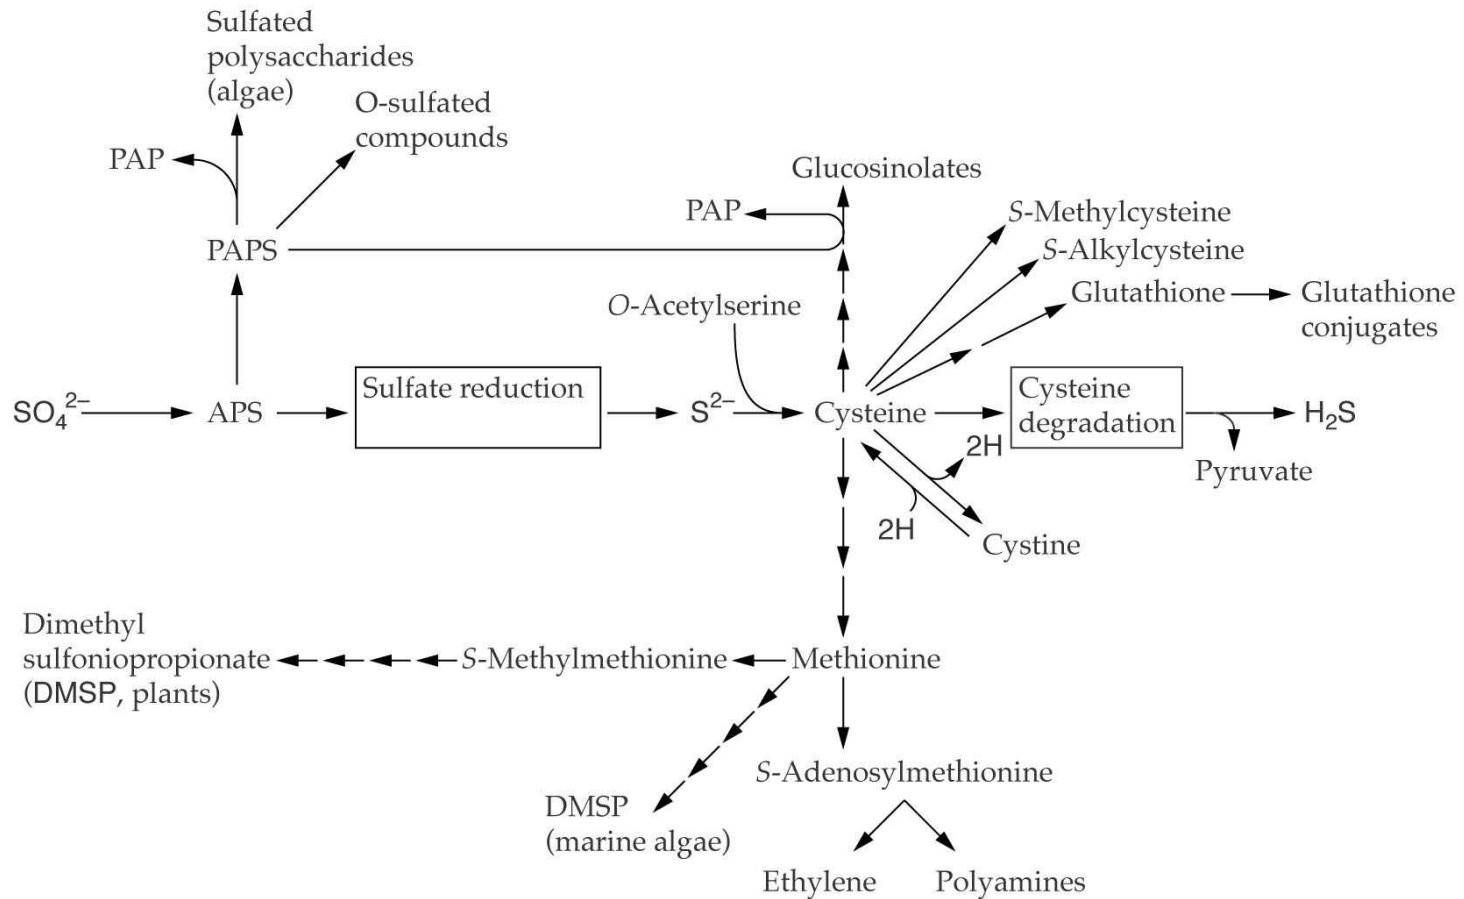 Sulfated
polysaccharides
(algae)
O-sulfated
compounds
PAP
Glucosinolates
PAP
S-Methylcysteine
PAPS
S-Alkylcysteine
O-Acetylserine
Glutathione
Glutathione
conjugates
SO₄²⁻
APS
Sulfate reduction
S²⁻
Cysteine
Cysteine
degradation
H₂S
2H
Pyruvate
2H
Cystine
Dimethyl
sulfoniopropionate
(DMSP, plants)
S-Methylmethionine
Methionine
S-Adenosylmethionine
DMSP
(marine algae)
Ethylene
Polyamines